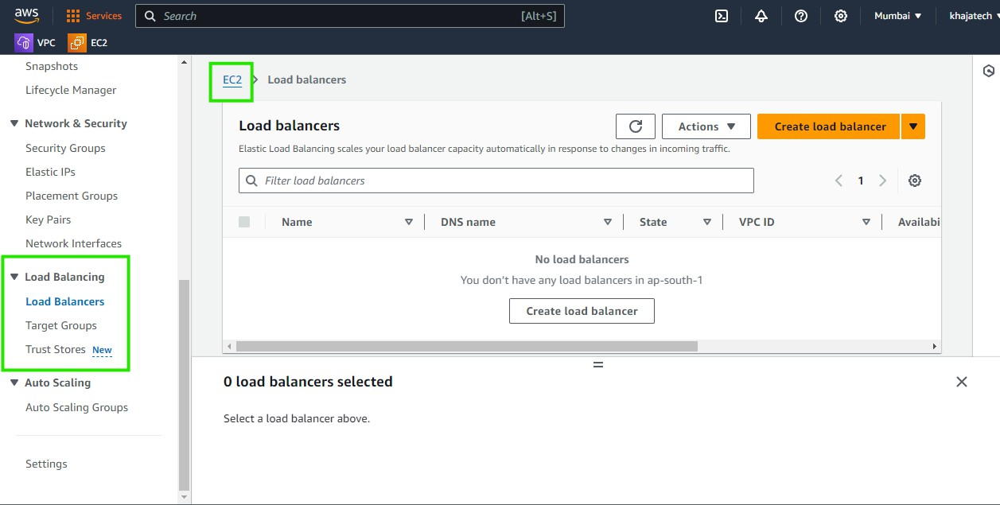 aws
Services
Search [Alt+S]
Mumbai
khajatech
VPC
EC2
Snapshots
Lifecycle Manager
Network & Security
Security Groups
Elastic IPs
Placement Groups
Key Pairs
Network Interfaces
Load Balancing
Load Balancers
Target Groups
Trust Stores New
Auto Scaling
Auto Scaling Groups
Settings
EC2 > Load balancers
Load balancers
Actions
Create load balancer
Elastic Load Balancing scales your load balancer capacity automatically in response to changes in incoming traffic.
Filter load balancers
1
Name DNS name State VPC ID Availabi
No load balancers
You don't have any load balancers in ap-south-1
Create load balancer
0 load balancers selected
Select a load balancer above.